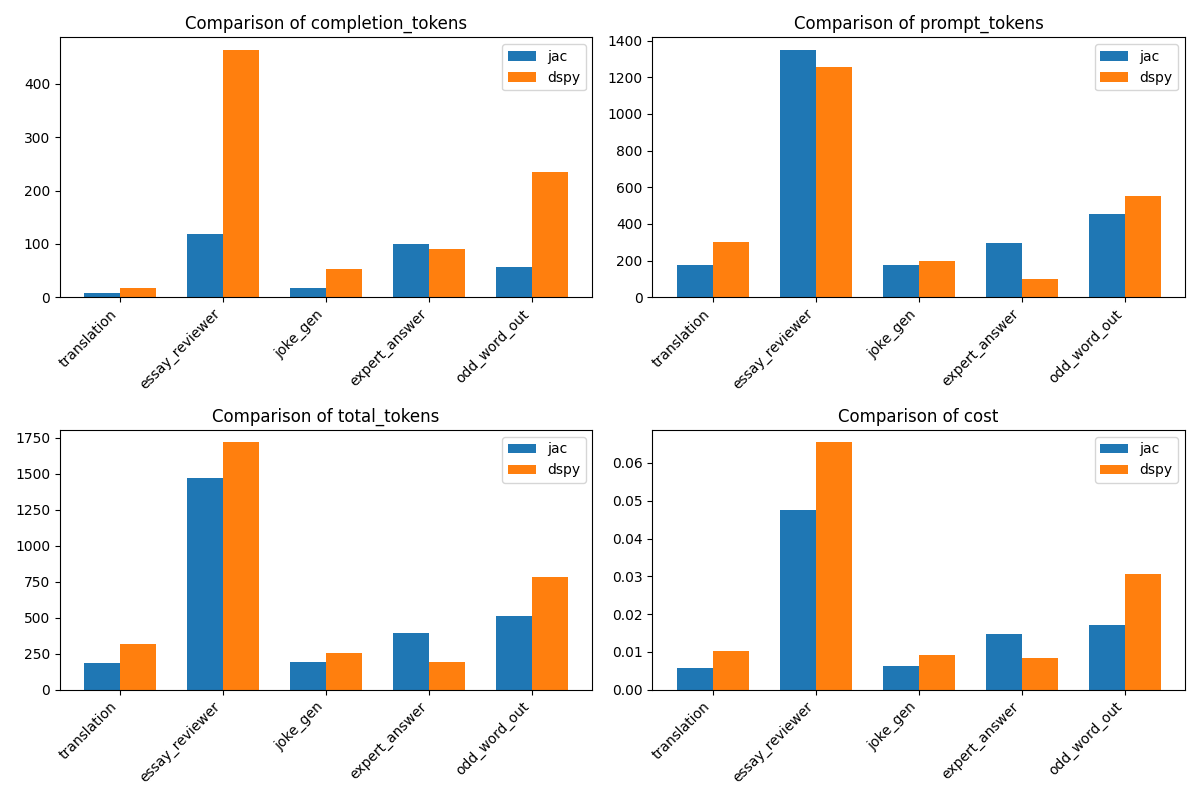 Comparison of completion_tokens
400
300
200
100
0
jac
dspy
translation
essay_reviewer
joke_gen
expert_answer
odd_word_out
Comparison of prompt_tokens
1400
1200
1000
800
600
400
200
0
jac
dspy
translation
essay_reviewer
joke_gen
expert_answer
odd_word_out
Comparison of total_tokens
1750
1500
1250
1000
750
500
250
0
jac
dspy
translation
essay_reviewer
joke_gen
expert_answer
odd_word_out
Comparison of cost
0.06
0.05
0.04
0.03
0.02
0.01
0.00
jac
dspy
translation
essay_reviewer
joke_gen
expert_answer
odd_word_out